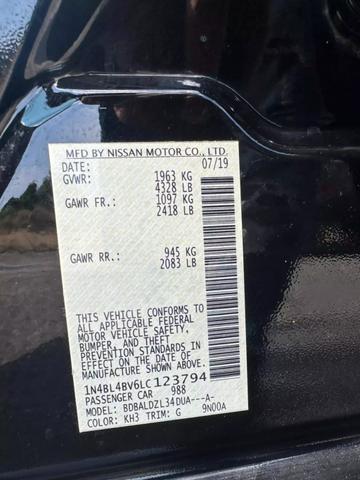 MFD BY NISSAN MOTOR CO., LTD.
DATE: 07/19
GVWR: 1963 KG
4328 LB
GAWR FR.: 1097 KG
2418 LB
GAWR RR.: 945 KG
2083 LB
THIS VEHICLE CONFORMS TO
ALL APPLICABLE FEDERAL
MOTOR VEHICLE SAFETY,
BUMPER, AND THEFT
PREVENTION STANDARDS
IN EFFECT ON THE DATE OF
MANUFACTURE SHOWN ABOVE.
1N4BL4BV6LC123794
PASSENGER CAR 988
MODEL: BDBALDZL34DUA---A-
COLOR: KH3 TRIM: G 9N00A